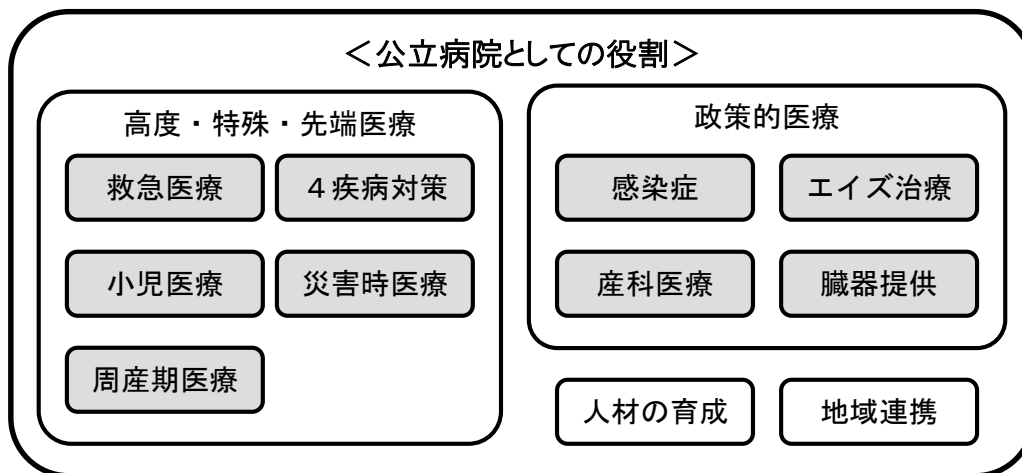 ＜公立病院としての役割＞
高度・特殊・先端医療
救急医療
４疾病対策
小児医療
災害時医療
周産期医療
政策的医療
感染症
エイズ治療
産科医療
臓器提供
人材の育成
地域連携